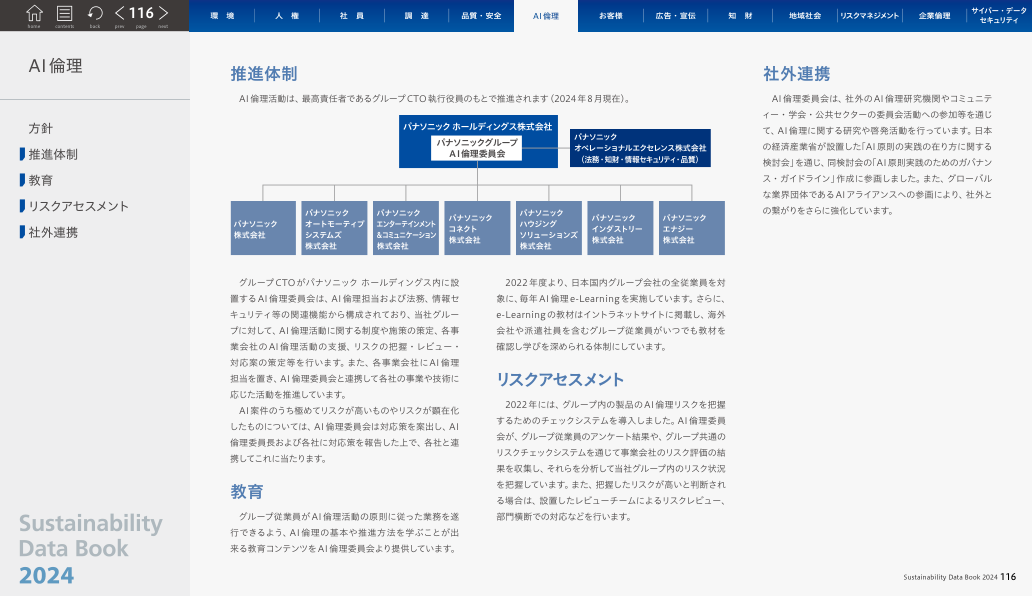 home contents back prev 116 page next
環 境
人 権
社 員
調 達
品質・安全
AI倫理
お客様
広告・宣伝
知 財
地域社会
リスクマネジメント
企業倫理
サイバー・データ
セキュリティ
AI倫理
方針
推進体制
教育
リスクアセスメント
社外連携
Sustainability
Data Book
2024
推進体制
AI倫理活動は、最高責任者であるグループCTO執行役員のもとで推進されます（2024年8月現在）。
パナソニック ホールディングス株式会社
パナソニックグループ
AI倫理委員会
パナソニック
オペレーショナルエクセレンス株式会社
（法務・知財・情報セキュリティ・品質）
パナソニック
株式会社
パナソニック
オートモーティブ
システムズ
株式会社
パナソニック
エンターテインメント
&コミュニケーション
株式会社
パナソニック
コネクト
株式会社
パナソニック
ハウジング
ソリューションズ
株式会社
パナソニック
インダストリー
株式会社
パナソニック
エナジー
株式会社
グループCTOがパナソニック ホールディングス内に設
置するAI倫理委員会は、AI倫理担当および法務、情報セ
キュリティ等の関連機能から構成されており、当社グルー
プに対して、AI倫理活動に関する制度や施策の策定、各事
業会社のAI倫理活動の支援、リスクの把握・レビュー・
対応案の策定等を行います。また、各事業会社にAI倫理
担当を置き、AI倫理委員会と連携して各社の事業や技術に
応じた活動を推進しています。
AI案件のうち極めてリスクが高いものやリスクが顕在化
したものについては、AI倫理委員会は対応策を案出し、AI
倫理委員長および各社に対応策を報告した上で、各社と連
携してこれに当たります。
教育
グループ従業員がAI倫理活動の原則に従った業務を遂
行できるよう、AI倫理の基本や推進方法を学ぶことが出
来る教育コンテンツをAI倫理委員会より提供しています。
2022年度より、日本国内グループ会社の全従業員を対
象に、毎年AI倫理e-Learningを実施しています。さらに、
e-Learningの教材はイントラネットサイトに掲載し、海外
会社や派遣社員を含むグループ従業員がいつでも教材を
確認し学びを深められる体制にしています。
リスクアセスメント
2022年には、グループ内の製品のAI倫理リスクを把握
するためのチェックシステムを導入しました。AI倫理委員
会が、グループ従業員のアンケート結果や、グループ共通の
リスクチェックシステムを通じて事業会社のリスク評価の結
果を収集し、それらを分析して当社グループ内のリスク状況
を把握しています。また、把握したリスクが高いと判断され
る場合は、設置したレビューチームによるリスクレビュー、
部門横断での対応などを行います。
社外連携
AI倫理委員会は、社外のAI倫理研究機関やコミュニテ
ィー・学会・公共セクターの委員会活動への参加等を通じ
て、AI倫理に関する研究や啓発活動を行っています。日本
の経済産業省が設置した「AI原則の実践の在り方に関する
検討会」を通じ、同検討会の「AI原則実践のためのガバナン
ス・ガイドライン」作成に参画しました。また、グローバル
な業界団体であるAIアライアンスへの参画により、社外と
の繋がりをさらに強化しています。
Sustainability Data Book 2024 116